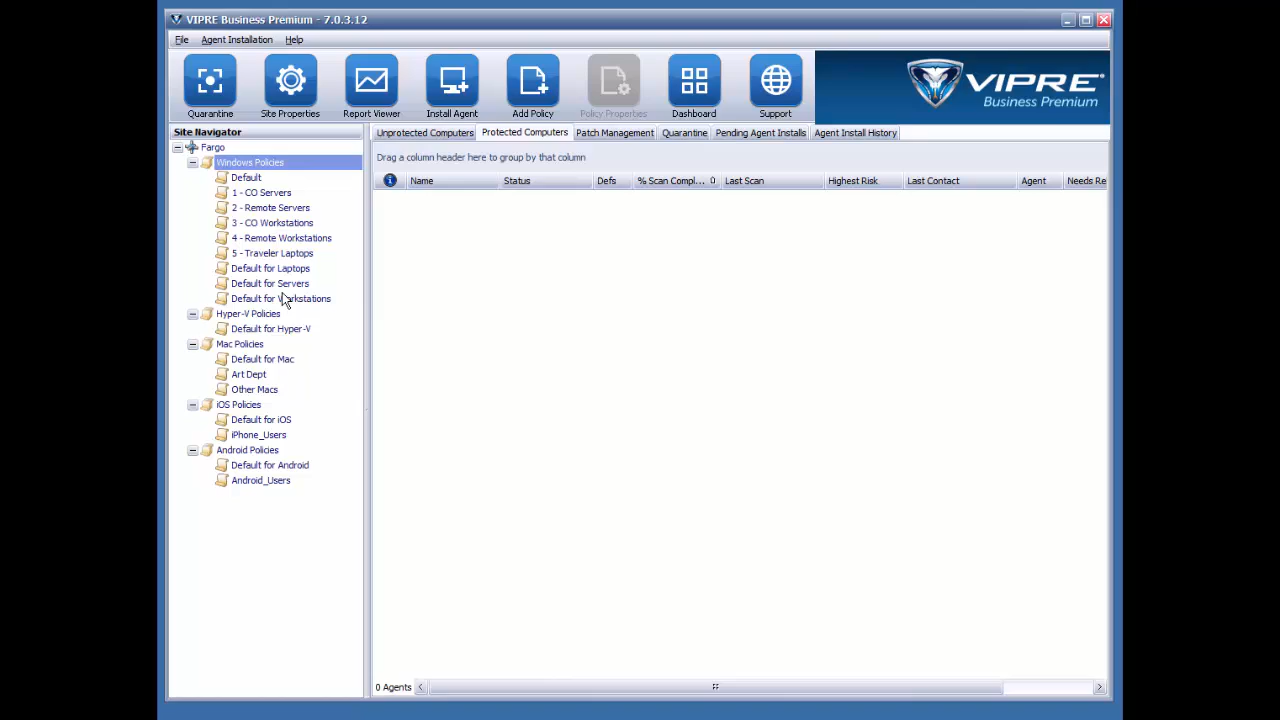 VIPRE Business Premium - 7.0.3.12
File Agent Installation Help
Quarantine Site Properties Report Viewer Install Agent Add Policy Policy Properties Dashboard Support
VIPRE®
Business Premium
Site Navigator
Fargo
Windows Policies
Default
1 - CO Servers
2 - Remote Servers
3 - CO Workstations
4 - Remote Workstations
5 - Traveler Laptops
Default for Laptops
Default for Servers
Default for Workstations
Hyper-V Policies
Default for Hyper-V
Mac Policies
Default for Mac
Art Dept
Other Macs
iOS Policies
Default for iOS
iPhone_Users
Android Policies
Default for Android
Android_Users
Unprotected Computers Protected Computers Patch Management Quarantine Pending Agent Installs Agent Install History
Drag a column header here to group by that column
Name Status Defs % Scan Compl... Last Scan Highest Risk Last Contact Agent Needs Re
0 Agents